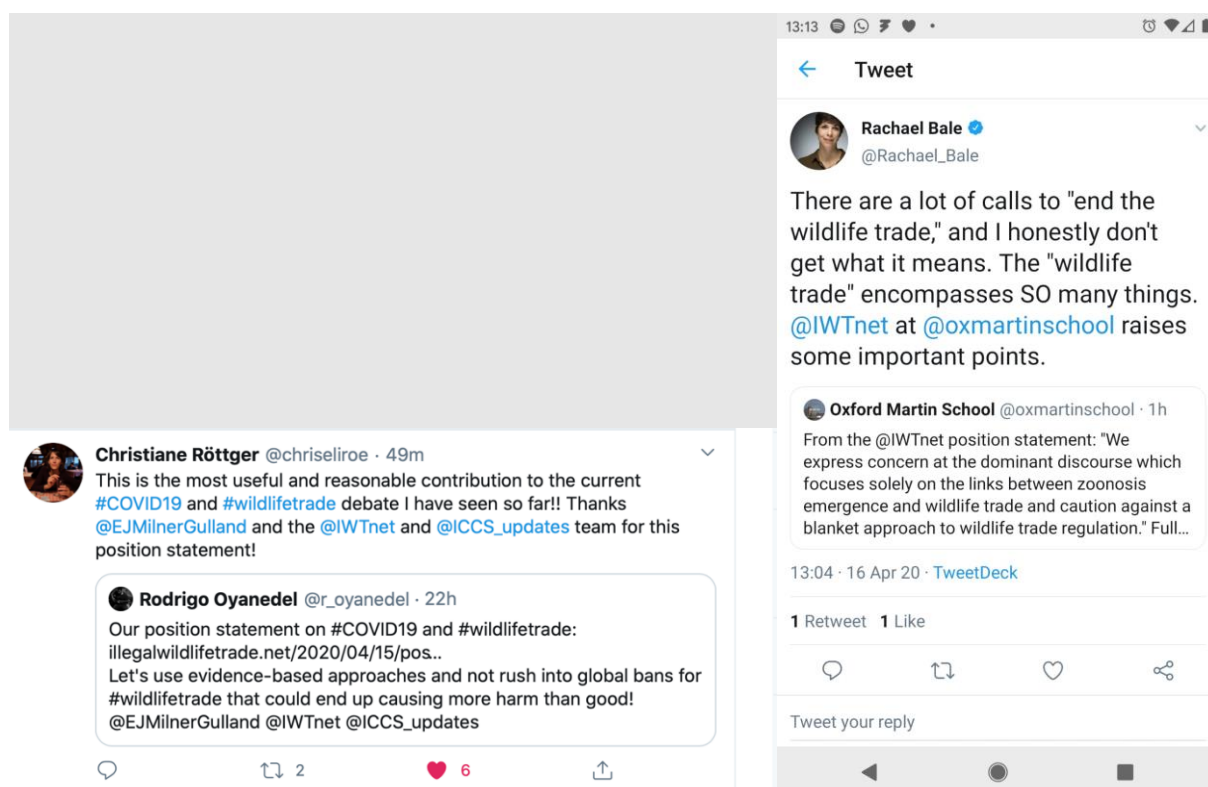 Christiane Röttger @chriseliroe · 49m
This is the most useful and reasonable contribution to the current
#COVID19 and #wildlifetrade debate I have seen so far!! Thanks
@EJMilnerGulland and the @IWTnet and @ICCS_updates team for this
position statement!
Rodrigo Oyanedel @r_oyanedel · 22h
Our position statement on #COVID19 and #wildlifetrade:
illegalwildlifetrade.net/2020/04/15/pos...
Let's use evidence-based approaches and not rush into global bans for
#wildlifetrade that could end up causing more harm than good!
@EJMilnerGulland @IWTnet @ICCS_updates
2 6
13:13
Tweet
Rachael Bale
@Rachael_Bale
There are a lot of calls to "end the
wildlife trade," and I honestly don't
get what it means. The "wildlife
trade" encompasses SO many things.
@IWTnet at @oxmartinschool raises
some important points.
Oxford Martin School @oxmartinschool · 1h
From the @IWTnet position statement: "We
express concern at the dominant discourse which
focuses solely on the links between zoonosis
emergence and wildlife trade and caution against a
blanket approach to wildlife trade regulation." Full...
13:04 · 16 Apr 20 · TweetDeck
1 Retweet 1 Like
Tweet your reply